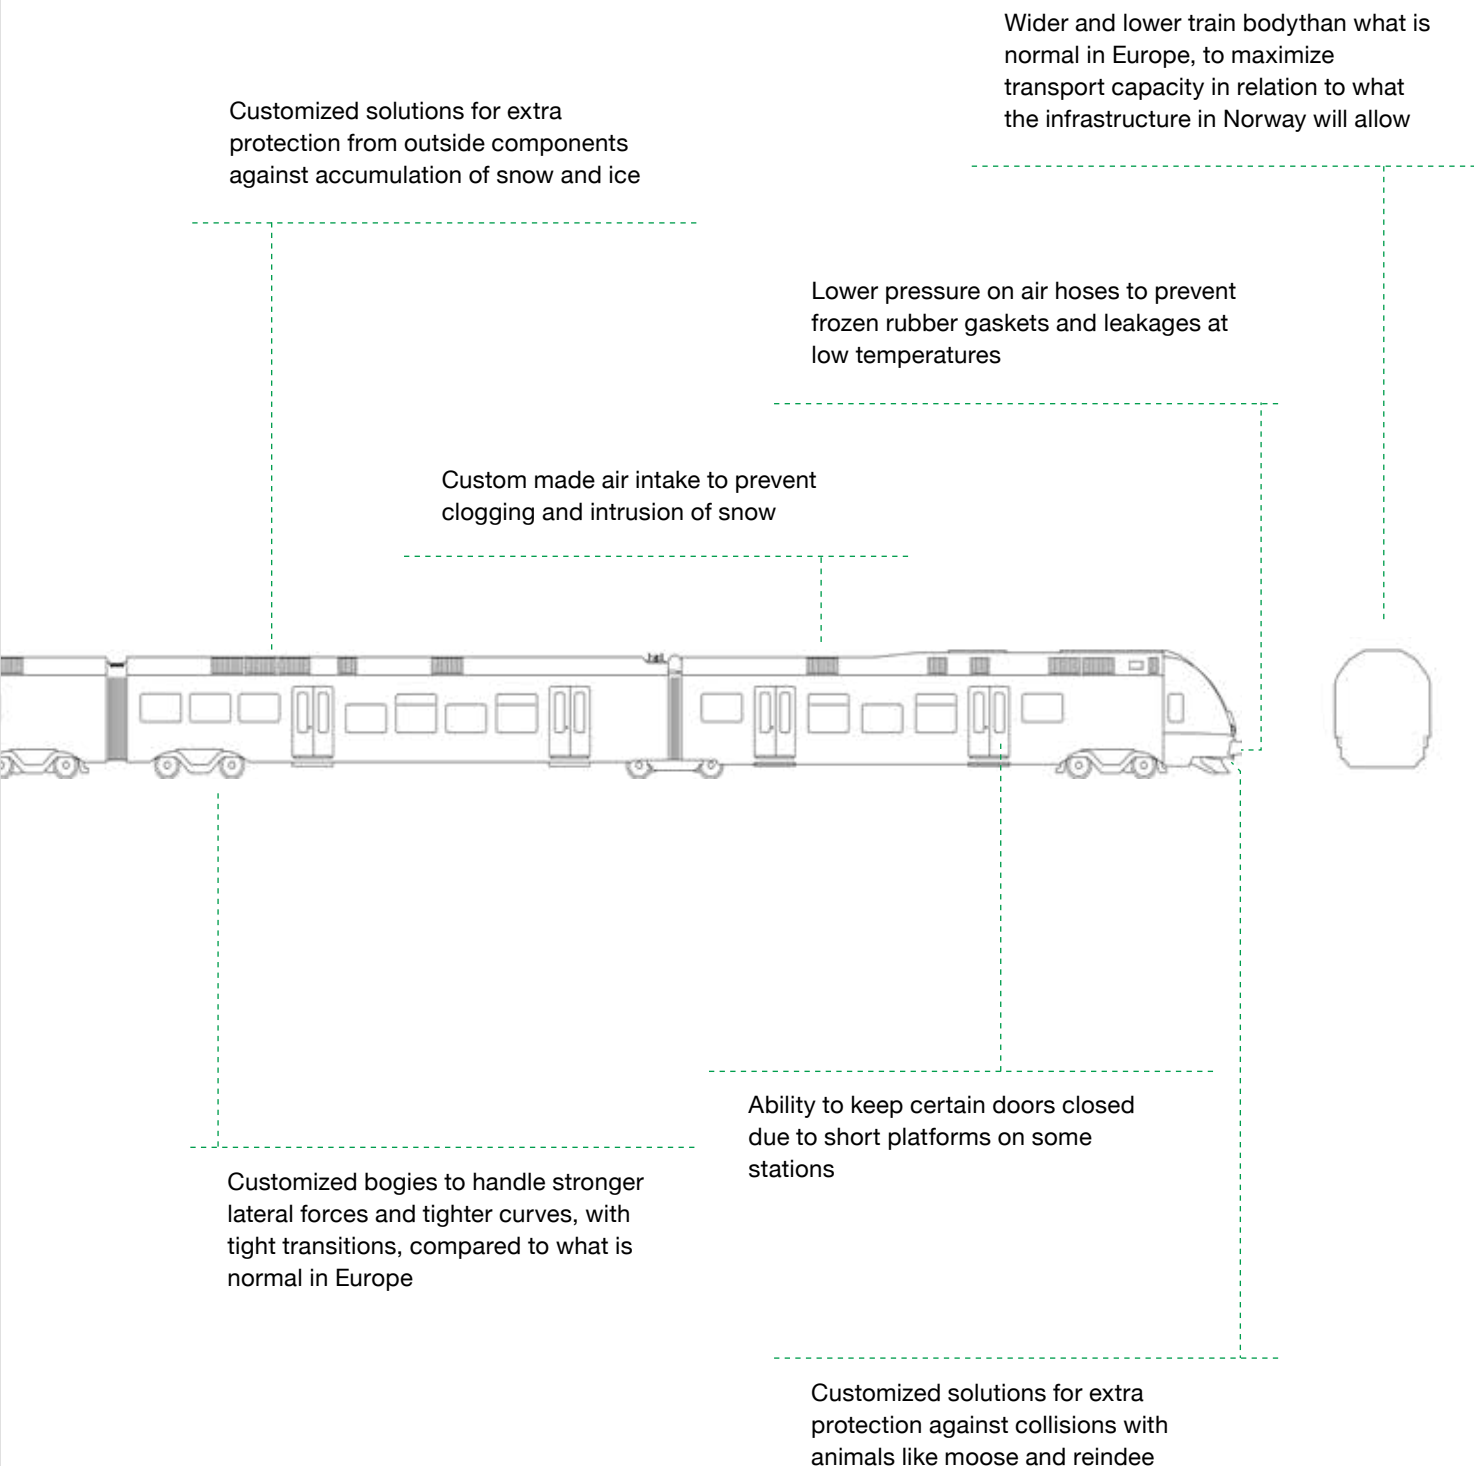 Wider and lower train bodythan what is
normal in Europe, to maximize
transport capacity in relation to what
the infrastructure in Norway will allow
Customized solutions for extra
protection from outside components
against accumulation of snow and ice
Lower pressure on air hoses to prevent
frozen rubber gaskets and leakages at
low temperatures
Custom made air intake to prevent
clogging and intrusion of snow
Ability to keep certain doors closed
due to short platforms on some
stations
Customized bogies to handle stronger
lateral forces and tighter curves, with
tight transitions, compared to what is
normal in Europe
Customized solutions for extra
protection against collisions with
animals like moose and reindee